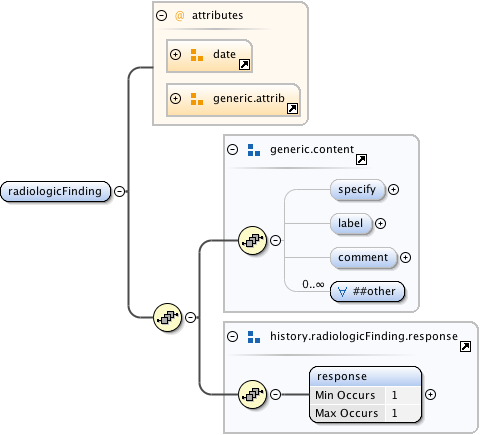 @ attributes
date
generic.attrib
radiologicFinding
generic.content
specify
label
comment
0..∞
∀ ##other
history.radiologicFinding.response
response
Min Occurs 1
Max Occurs 1